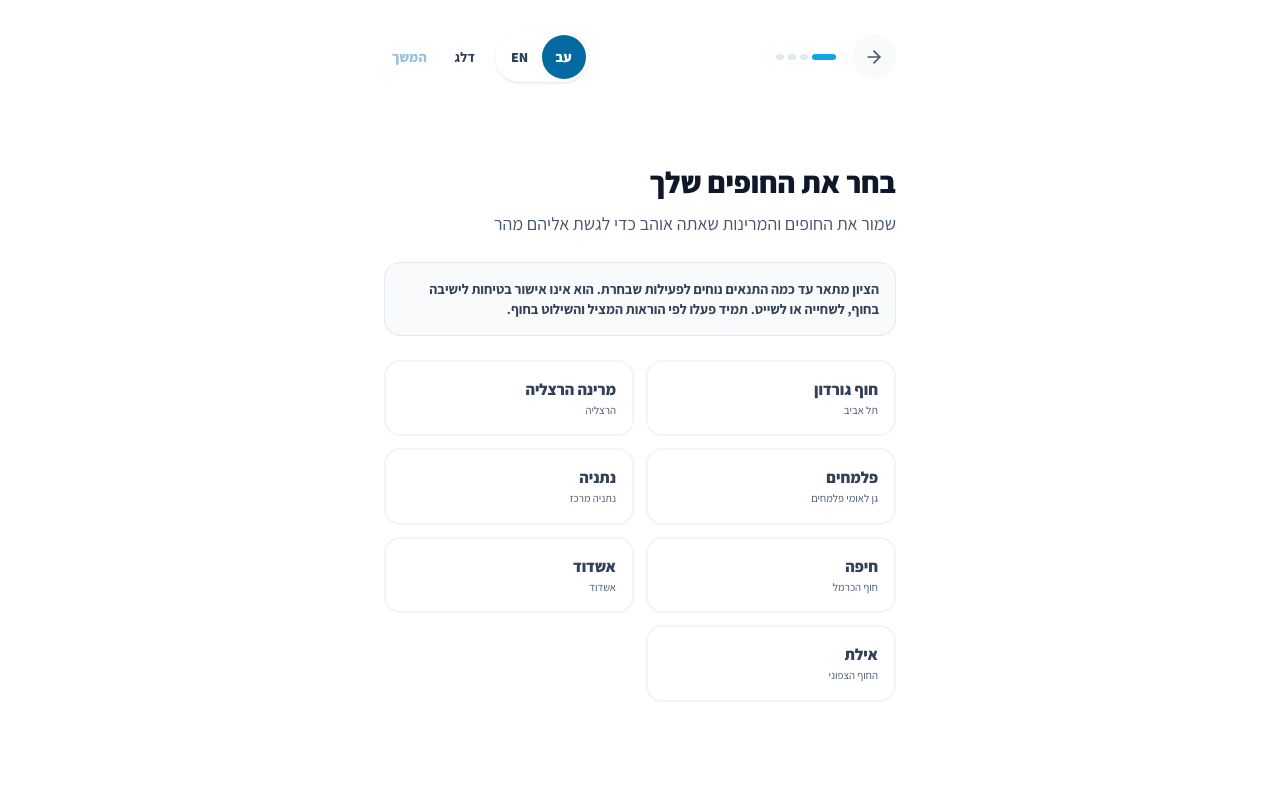 עב
EN
דלג
המשך
בחר את החופים שלך
שמור את החופים והמרינות שאתה אוהב כדי לגשת אליהם מהר
הציון מתאר עד כמה התנאים נוחים לפעילות שבחרת. הוא אינו אישור בטיחות לישיבה
בחוף, לשחייה או לשייט. תמיד פעלו לפי הוראות המציל והשילוט בחוף.
חוף גורדון
תל אביב
מרינה הרצליה
הרצליה
פלמחים
גן לאומי פלמחים
נתניה
נתניה מרכז
חיפה
חוף הכרמל
אשדוד
אשדוד
אילת
החוף הצפוני